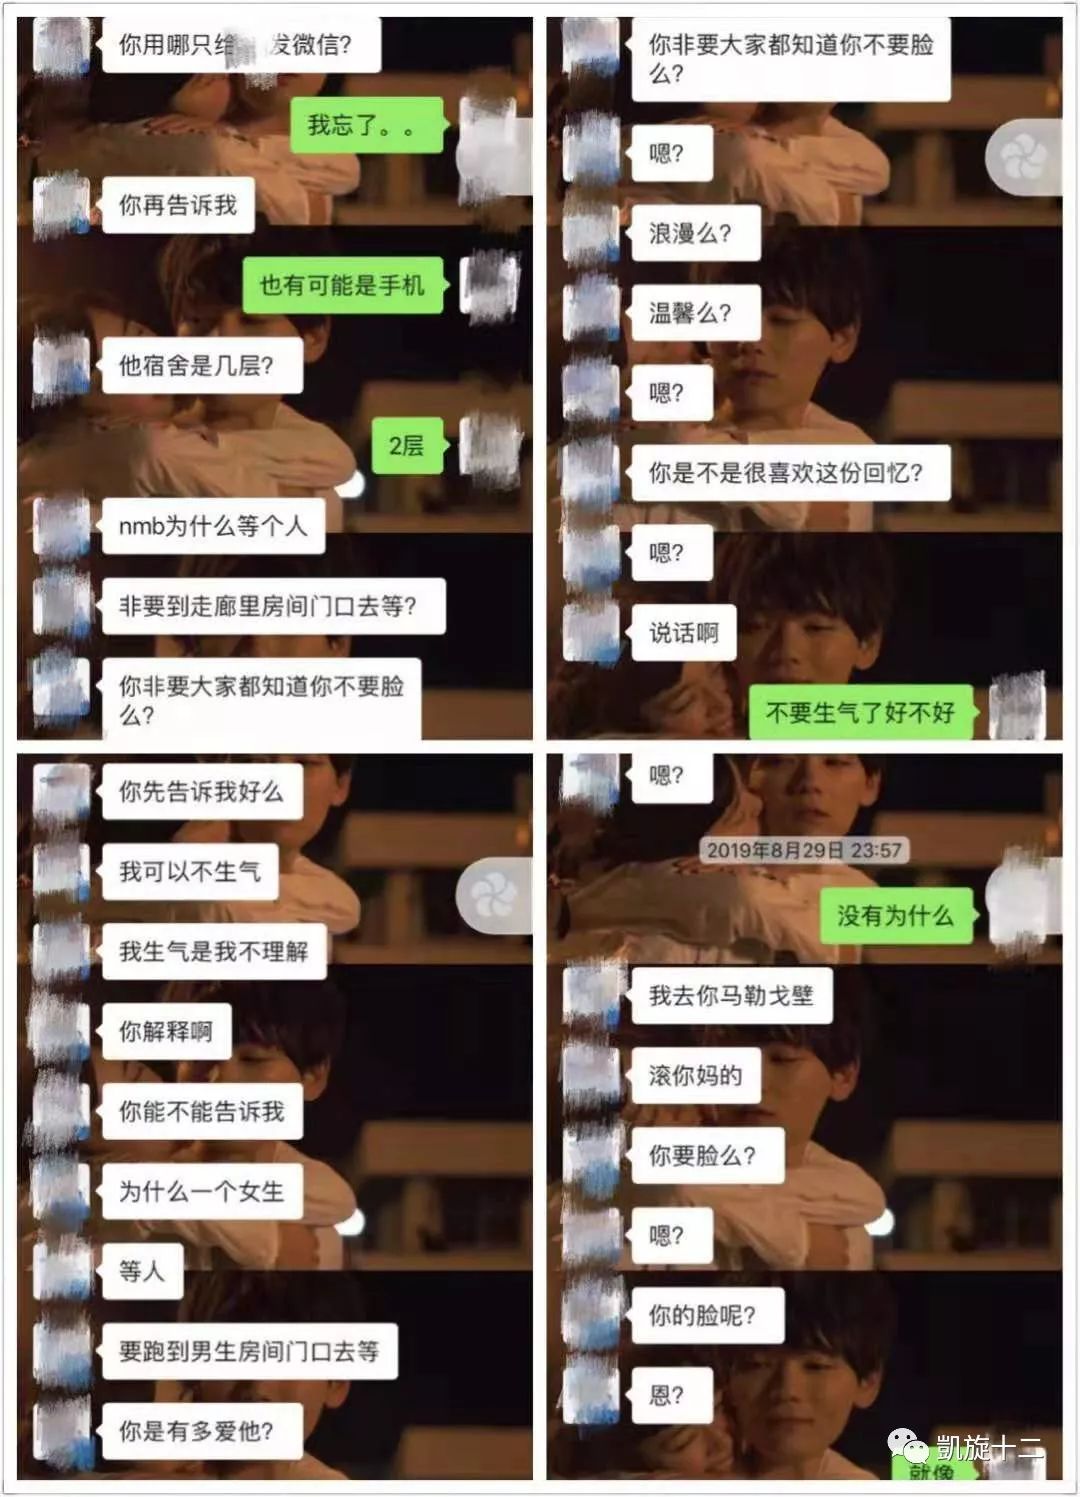 你用哪只给
发微信？
我忘了。。
你再告诉我
也有可能是手机
他宿舍是几层？
2层
nmb为什么等个人
非要到走廊里房间门口去等？
你非要大家都知道你不要脸
么？
你非要大家都知道你不要脸
么？
嗯？
浪漫么？
温馨么？
嗯？
你是不是很喜欢这份回忆？
嗯？
说话啊
不要生气了好不好
你先告诉我好么
我可以不生气
我生气是我不理解
你解释啊
你能不能告诉我
为什么一个女生
等人
要跑到男生房间门口去等
你是有多爱他？
嗯？
2019年8月29日 23:57
没有为什么
我去你马勒戈壁
滚你妈的
你要脸么？
嗯？
你的脸呢？
恩？
就像
凯旋十二